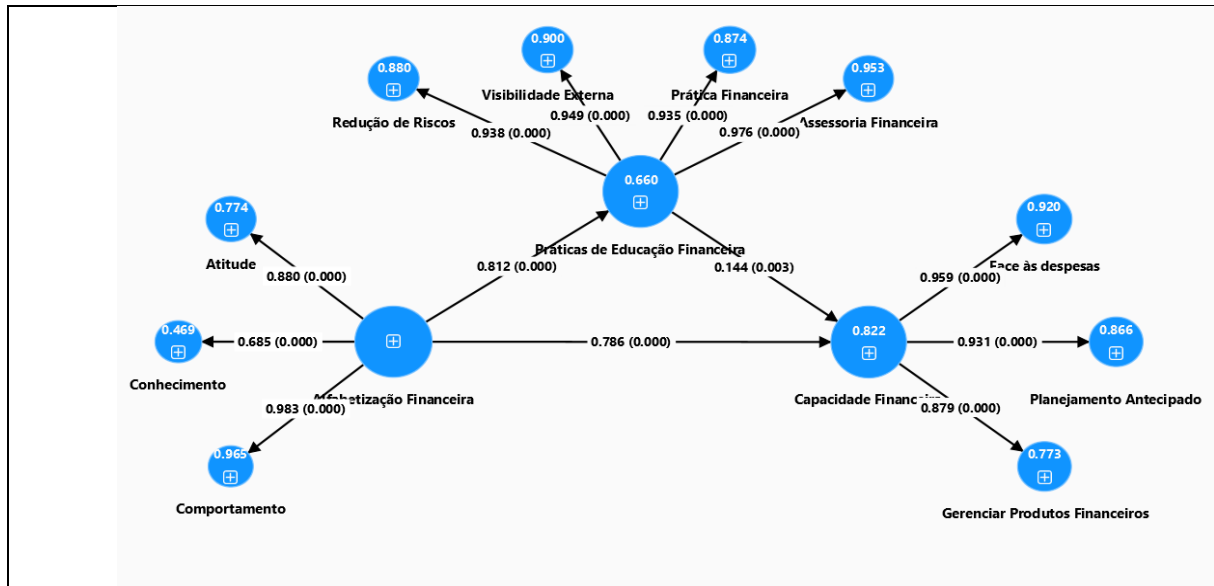 0.900
0.874
0.880
0.953
Visibilidade Externa
Prática Financeira
Redução de Riscos
Assessoria Financeira
0.949 (0.000)
0.935 (0.000)
0.938 (0.000)
0.976 (0.000)
0.660
0.774
0.920
Práticas de Educação Financeira
Atitude
0.880 (0.000)
0.812 (0.000)
0.144 (0.003)
Face às despesas
0.959 (0.000)
0.469
0.685 (0.000)
0.786 (0.000)
0.822
0.931 (0.000)
0.866
Conhecimento
Alfabetização Financeira
Capacidade Financeira
Planejamento Antecipado
0.983 (0.000)
0.879 (0.000)
0.965
0.773
Comportamento
Gerenciar Produtos Financeiros